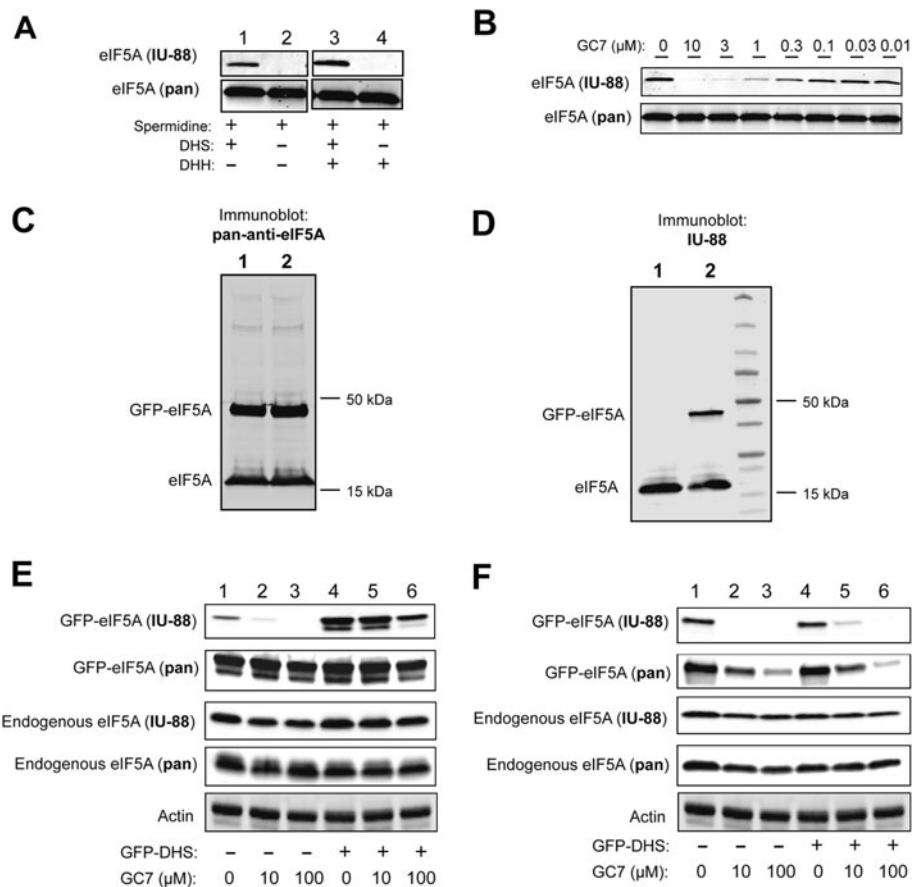 A
1 2 3 4
eIF5A (IU-88)
eIF5A (pan)
Spermidine: + + + +
DHS: + − + −
DHH: − − + +
B
GC7 (μM): 0 10 3 1 0.3 0.1 0.03 0.01
eIF5A (IU-88)
eIF5A (pan)
C
Immunoblot:
pan-anti-eIF5A
1 2
50 kDa
GFP-eIF5A
eIF5A
15 kDa
D
Immunoblot:
IU-88
1 2
50 kDa
GFP-eIF5A
eIF5A
15 kDa
E
1 2 3 4 5 6
GFP-eIF5A (IU-88)
GFP-eIF5A (pan)
Endogenous eIF5A (IU-88)
Endogenous eIF5A (pan)
Actin
GFP-DHS: − − − + + +
GC7 (μM): 0 10 100 0 10 100
F
1 2 3 4 5 6
GFP-eIF5A (IU-88)
GFP-eIF5A (pan)
Endogenous eIF5A (IU-88)
Endogenous eIF5A (pan)
Actin
GFP-DHS: − − − + + +
GC7 (μM): 0 10 100 0 10 100